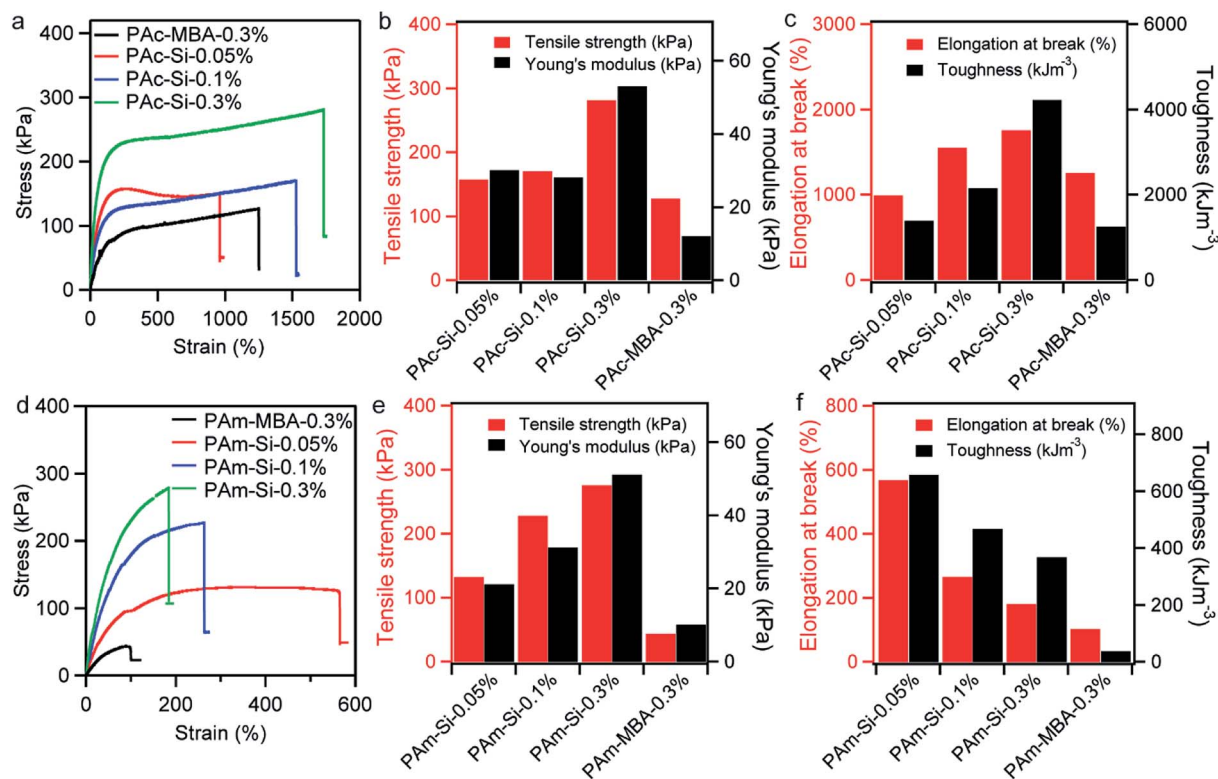 a
PAc-MBA-0.3%
PAc-Si-0.05%
PAc-Si-0.1%
PAc-Si-0.3%
Stress (kPa)
400
300
200
100
0
0 500 1000 1500 2000
Strain (%)
b
Tensile strength (kPa)
Young's modulus (kPa)
Tensile strength (kPa)
400
300
200
100
0
Young's modulus (kPa)
60
40
20
0
PAc-Si-0.05%
PAc-Si-0.1%
PAc-Si-0.3%
PAc-MBA-0.3%
c
Elongation at break (%)
Toughness (kJm-3)
Elongation at break (%)
3000
2000
1000
0
Toughness (kJm-3)
6000
4000
2000
0
PAc-Si-0.05%
PAc-Si-0.1%
PAc-Si-0.3%
PAc-MBA-0.3%
d
PAm-MBA-0.3%
PAm-Si-0.05%
PAm-Si-0.1%
PAm-Si-0.3%
Stress (kPa)
400
300
200
100
0
0 200 400 600
Strain (%)
e
Tensile strength (kPa)
Young's modulus (kPa)
Tensile strength (kPa)
400
300
200
100
0
Young's modulus (kPa)
60
40
20
0
PAm-Si-0.05%
PAm-Si-0.1%
PAm-Si-0.3%
PAm-MBA-0.3%
f
Elongation at break (%)
Toughness (kJm-3)
Elongation at break (%)
800
600
400
200
0
Toughness (kJm-3)
800
600
400
200
0
PAm-Si-0.05%
PAm-Si-0.1%
PAm-Si-0.3%
PAm-MBA-0.3%